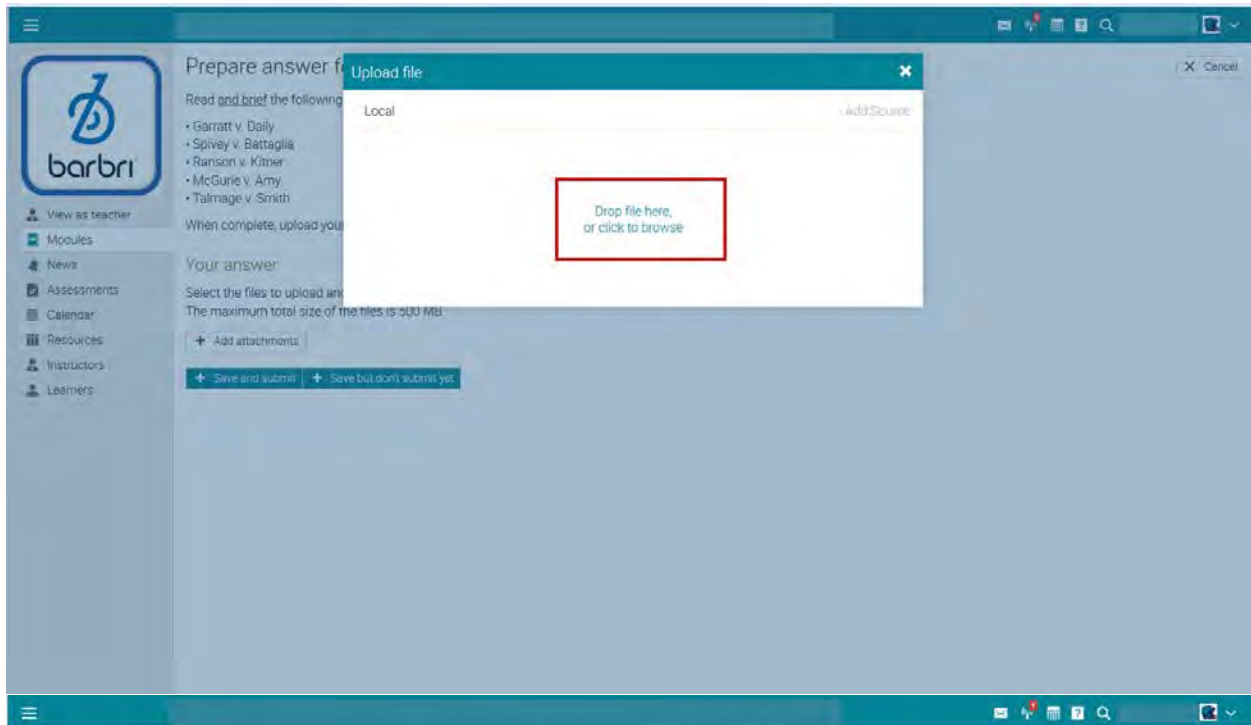 Prepare answer f
Upload file
X Cancel
Read and brief the following
Local
Add Source
• Garratt v. Daily
• Spivey v. Battaglia
• Ranson v. Kitner
• McGurie v. Amy
• Talmage v. Smith
When complete, upload your
Drop file here,
or click to browse
Your answer
Select the files to upload and
The maximum total size of the files is 500 MB.
+ Add attachments
+ Save and submit
+ Save but don't submit yet
barbri
View as teacher
Modules
News
Assessments
Calendar
Resources
Instructors
Learners